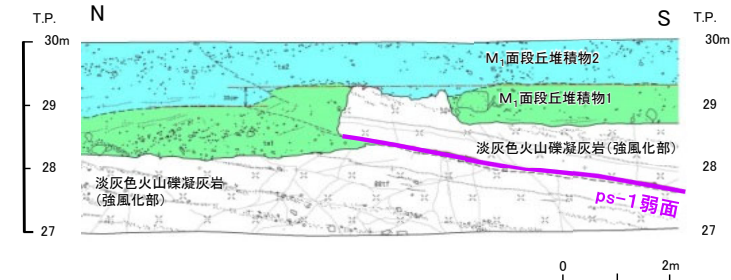 T.P.
N
S
T.P.
30m
30m
M₁面段丘堆積物2
29
M₁面段丘堆積物1
29
淡灰色火山礫凝灰岩(強風化部)
28
28
淡灰色火山礫凝灰岩
(強風化部)
ps-1弱面
27
27
0
2m